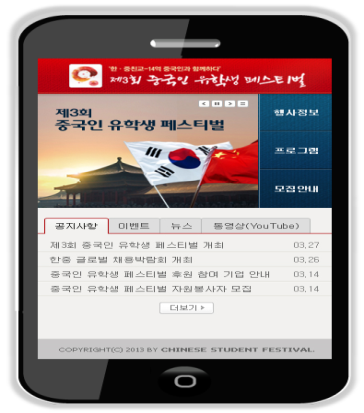 '한·중친교-14억 중국인과 함께하다'
제3회 중국인 유학생 페스티벌
제3회
중국인 유학생 페스티벌
행사정보
프로그램
모집안내
공지사항 이벤트 뉴스 동영상(YouTube)
제3회 중국인 유학생 페스티벌 개최 03.27
한중 글로벌 채용박람회 개최 03.26
중국인 유학생 페스티벌 후원 참여 기업 안내 03.14
중국인 유학생 페스티벌 자원봉사자 모집 03.14
더보기
COPYRIGHT(C) 2013 BY CHINESE STUDENT FESTIVAL.